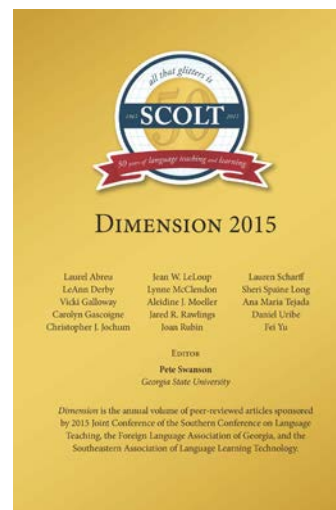 all that glitters is
50
1965 SCOLT 2015
50 years of language teaching and learning
DIMENSION 2015
Laurel Abreu
LeAnn Derby
Vicki Galloway
Carolyn Gascoigne
Christopher J. Jochum
Jean W. LeLoup
Lynne McClendon
Aleidine J. Moeller
Jared R. Rawlings
Joan Rubin
Lauren Scharff
Sheri Spaine Long
Ana Maria Tejada
Daniel Uribe
Fei Yu
EDITOR
Pete Swanson
Georgia State University
Dimension is the annual volume of peer-reviewed articles sponsored
by 2015 Joint Conference of the Southern Conference on Language
Teaching, the Foreign Language Association of Georgia, and the
Southeastern Association of Language Learning Technology.